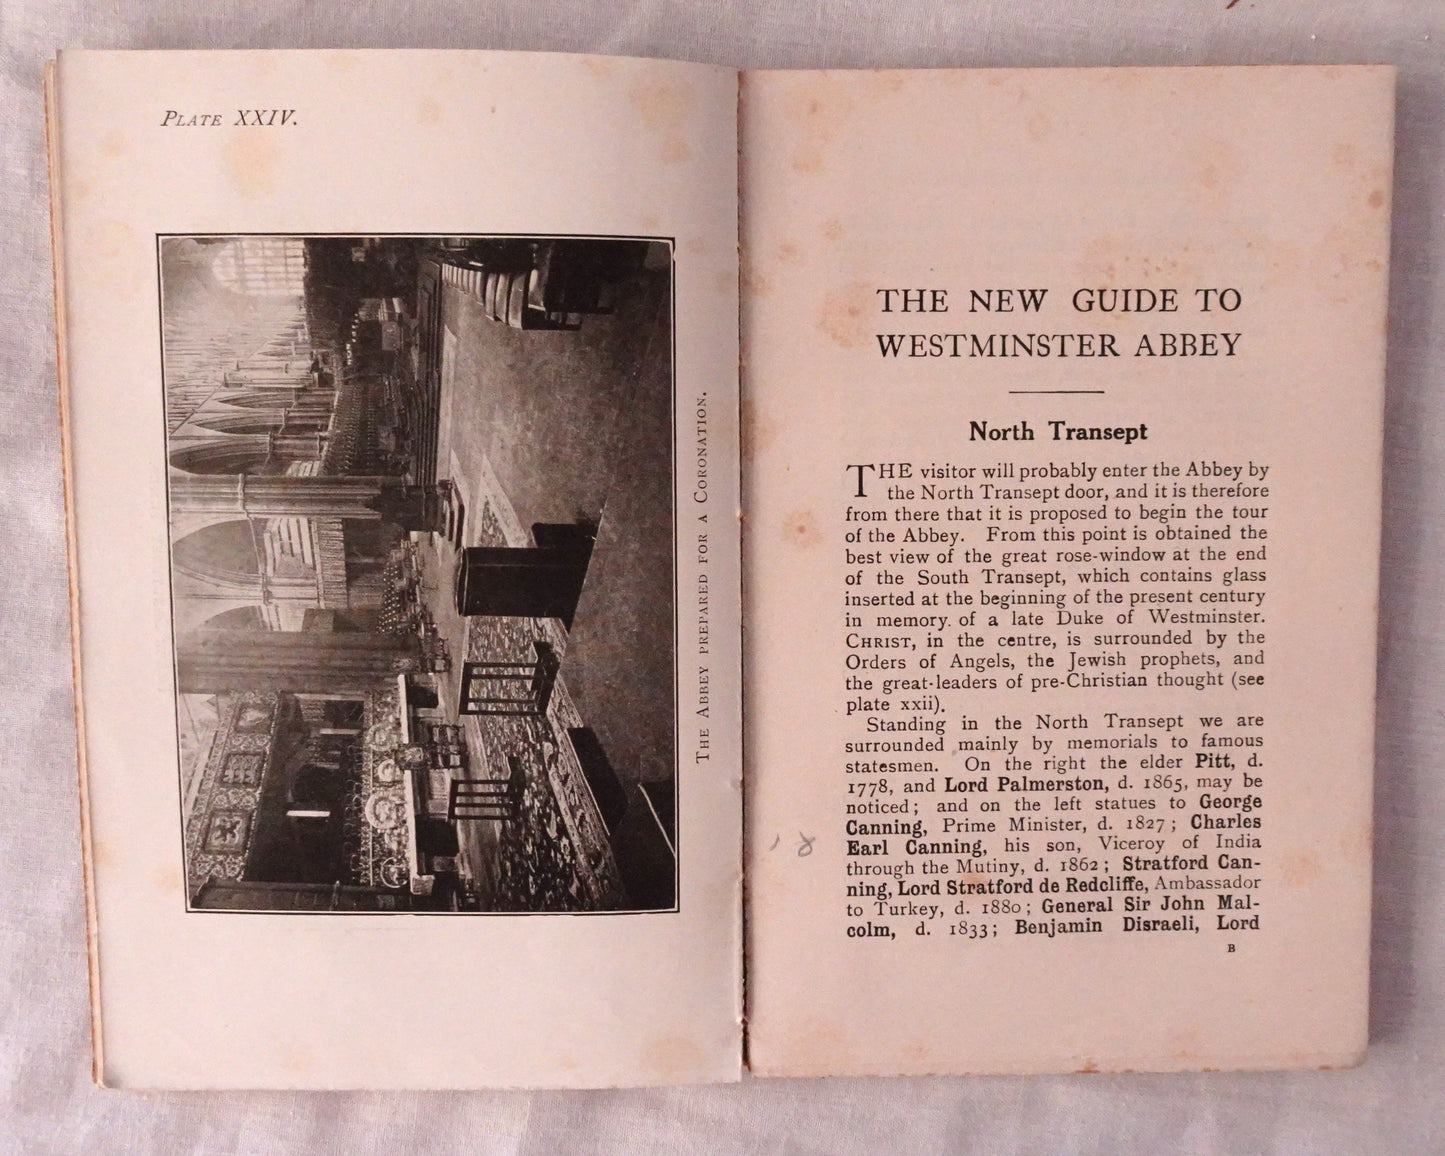 PLATE XXIV.
THE ABBEY PREPARED FOR A CORONATION.
THE NEW GUIDE TO
WESTMINSTER ABBEY
North Transept
THE visitor will probably enter the Abbey by
the North Transept door, and it is therefore
from there that it is proposed to begin the tour
of the Abbey. From this point is obtained the
best view of the great rose-window at the end
of the South Transept, which contains glass
inserted at the beginning of the present century
in memory of a late Duke of Westminster.
CHRIST, in the centre, is surrounded by the
Orders of Angels, the Jewish prophets, and
the great leaders of pre-Christian thought (see
plate xxii).
Standing in the North Transept we are
surrounded mainly by memorials to famous
statesmen. On the right the elder Pitt, d.
1778, and Lord Palmerston, d. 1865, may be
noticed; and on the left statues to George
Canning, Prime Minister, d. 1827; Charles
Earl Canning, his son, Viceroy of India
through the Mutiny, d. 1862; Stratford Can-
ning, Lord Stratford de Redcliffe, Ambassador
to Turkey, d. 1880; General Sir John Mal-
colm, d. 1833; Benjamin Disraeli, Lord
B